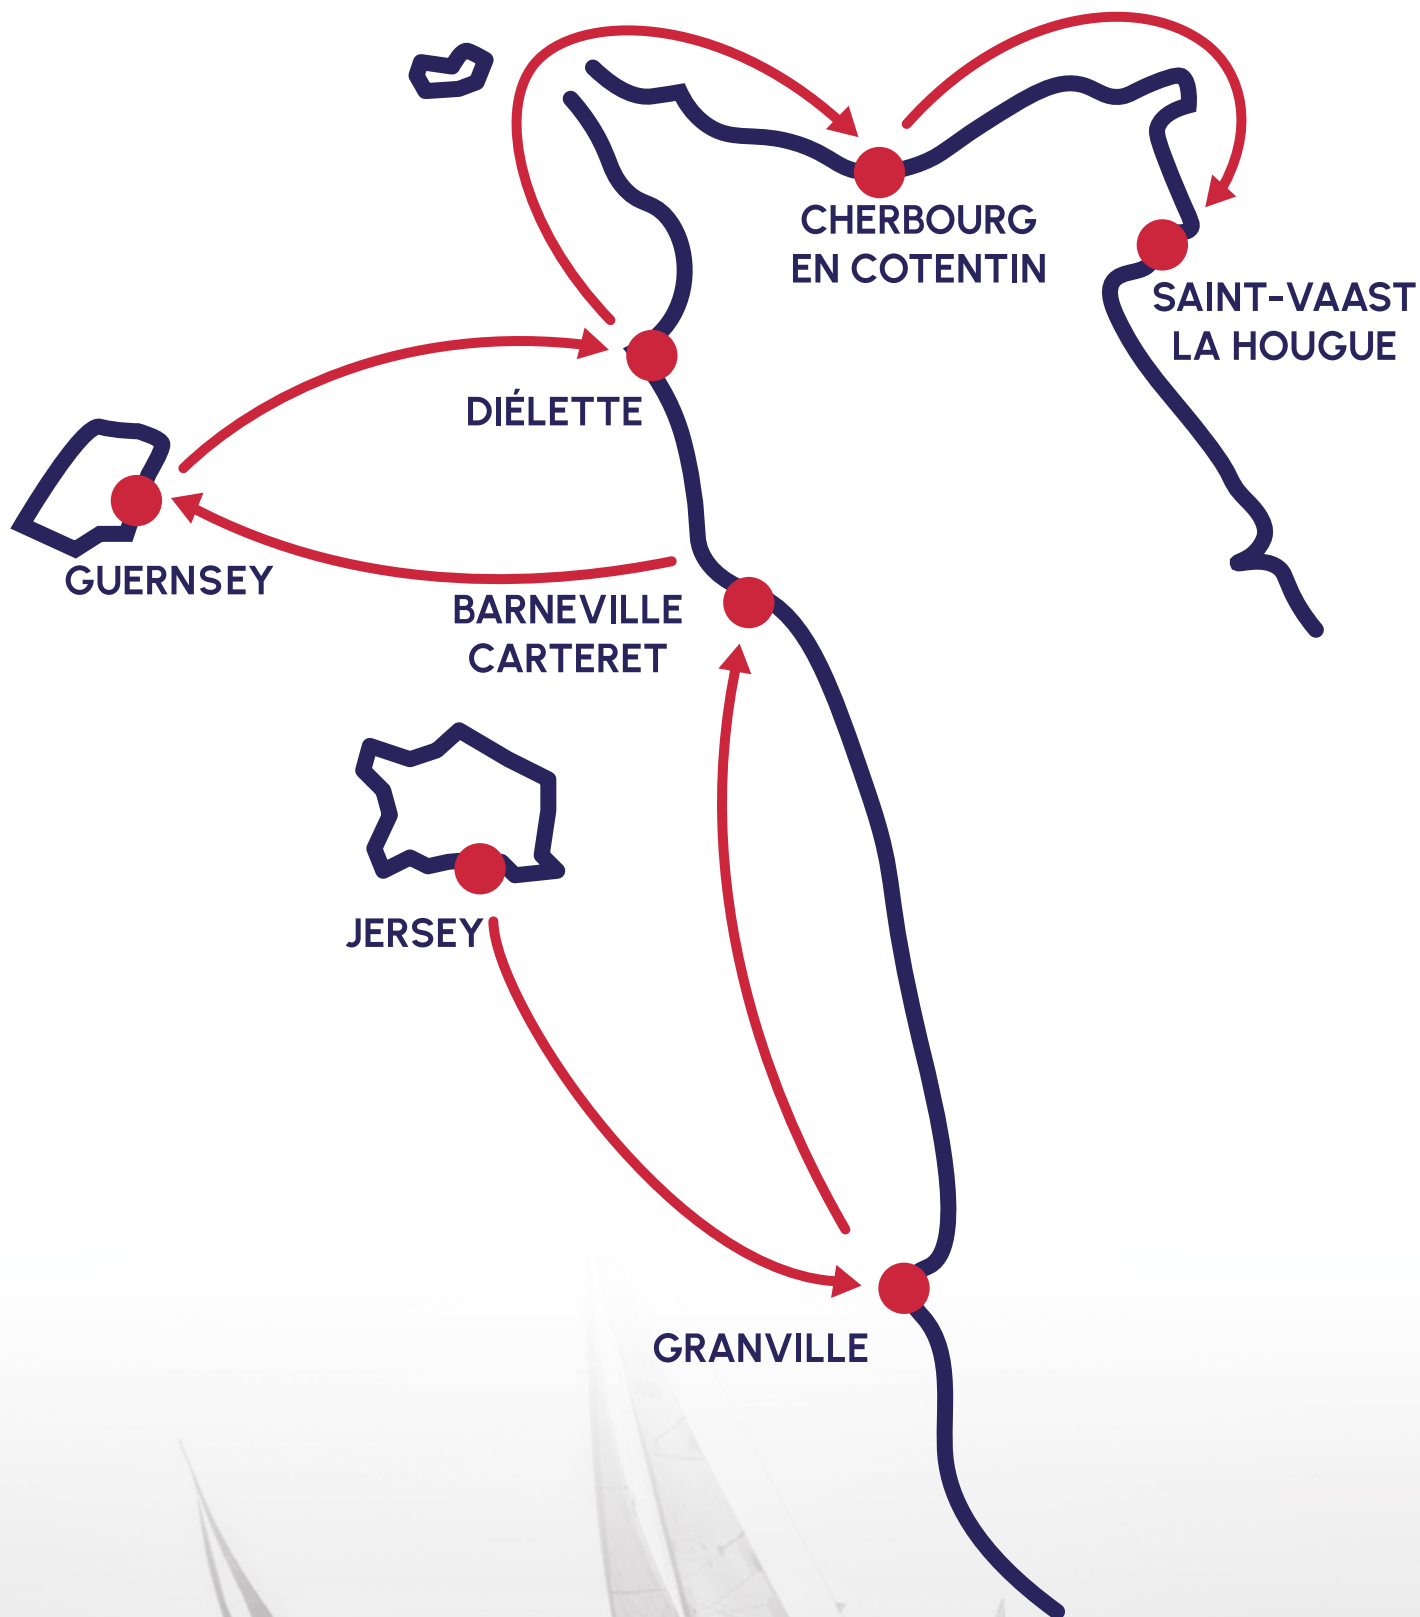 CHERBOURG
EN COTENTIN
SAINT-VAAST
LA HOUGUE
DIÉLETTE
GUERNSEY
BARNEVILLE
CARTERET
JERSEY
GRANVILLE